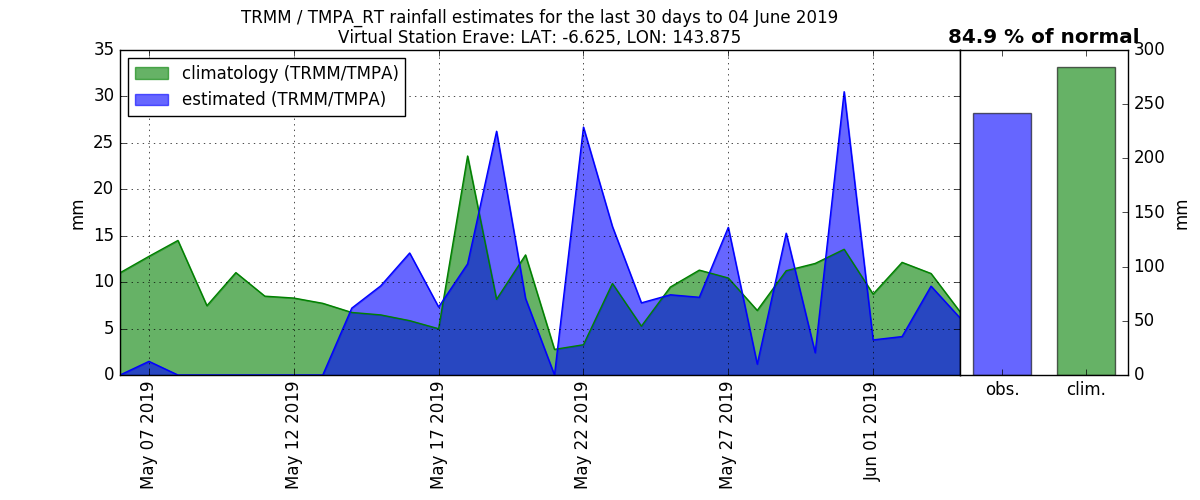 TRMM / TMPA_RT rainfall estimates for the last 30 days to 04 June 2019
Virtual Station Erave: LAT: -6.625, LON: 143.875
84.9 % of normal
climatology (TRMM/TMPA)
estimated (TRMM/TMPA)
35
30
25
20
15
10
5
0
mm
May 07 2019
May 12 2019
May 17 2019
May 22 2019
May 27 2019
Jun 01 2019
obs.
clim.
300
250
200
150
100
50
0
mm